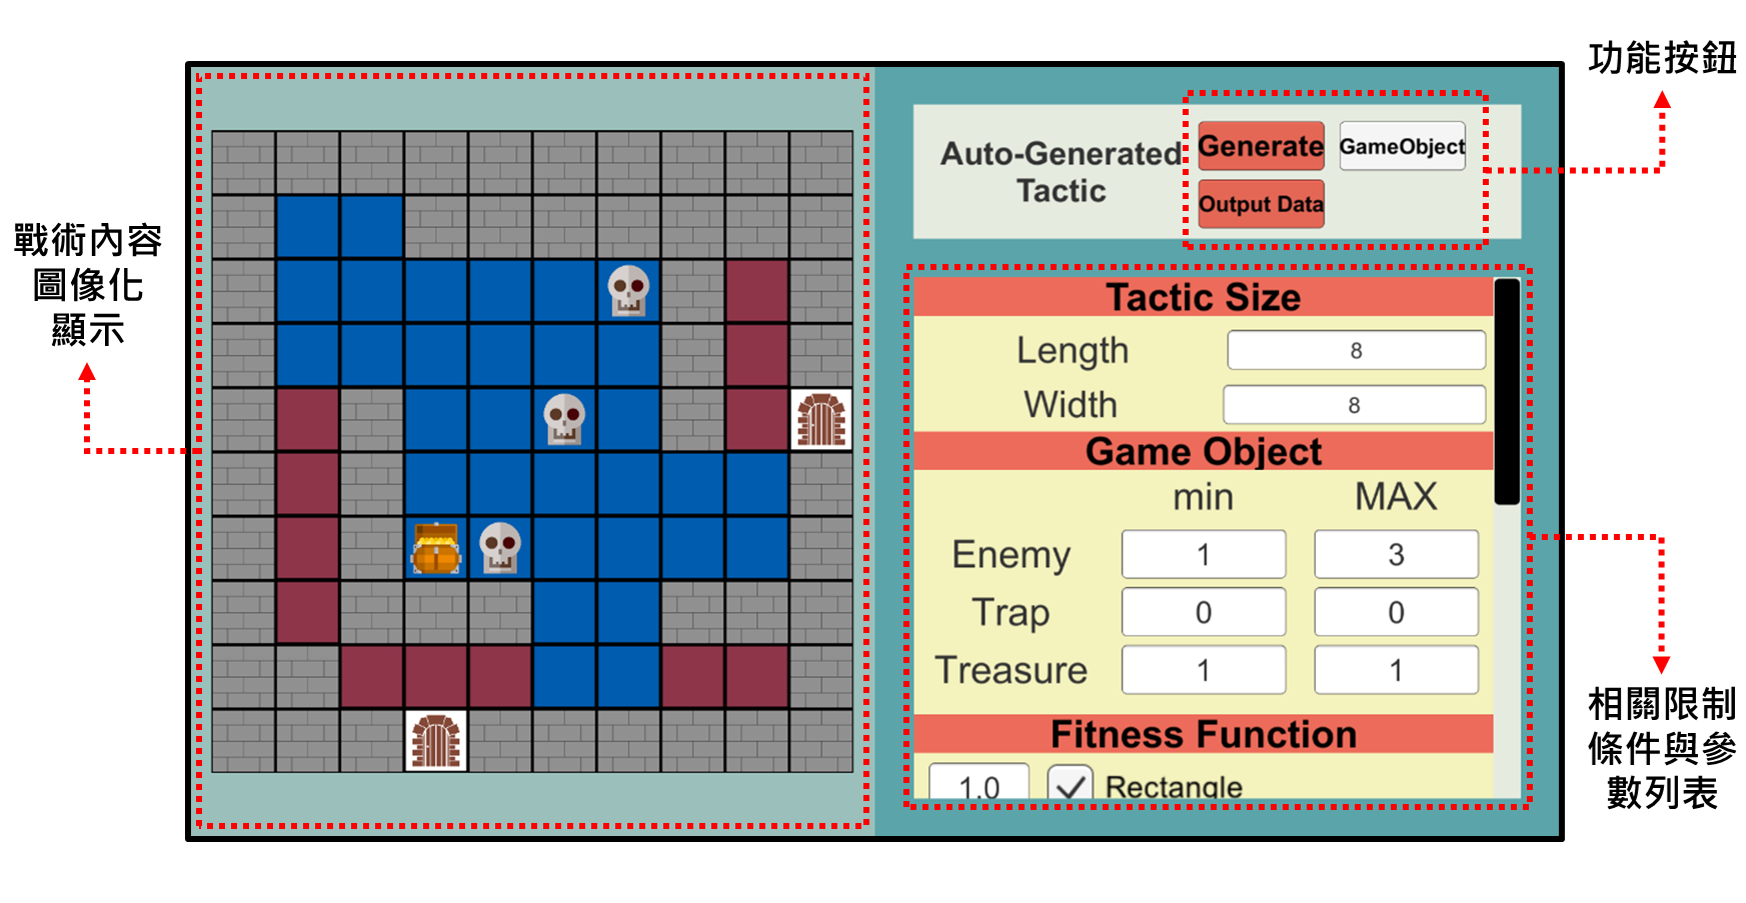 功能按鈕
戰術內容
圖像化
顯示
Auto-Generated
Tactic
Generate
GameObject
Output Data
Tactic Size
Length 8
Width 8
Game Object
min MAX
Enemy 1 3
Trap 0 0
Treasure 1 1
Fitness Function
1.0 Rectangle
相關限制
條件與參
數列表